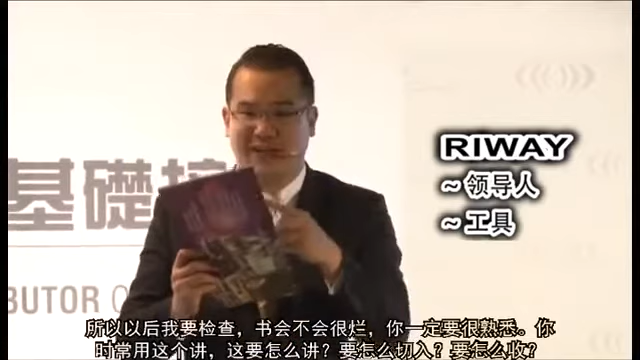 RIWAY
~领导人
~工具
基礎
BUTOR O
所以以后我要检查，书会不会很烂，你一定要很熟悉。你
时常用这个讲，这要怎么讲？要怎么切入？要怎么收？